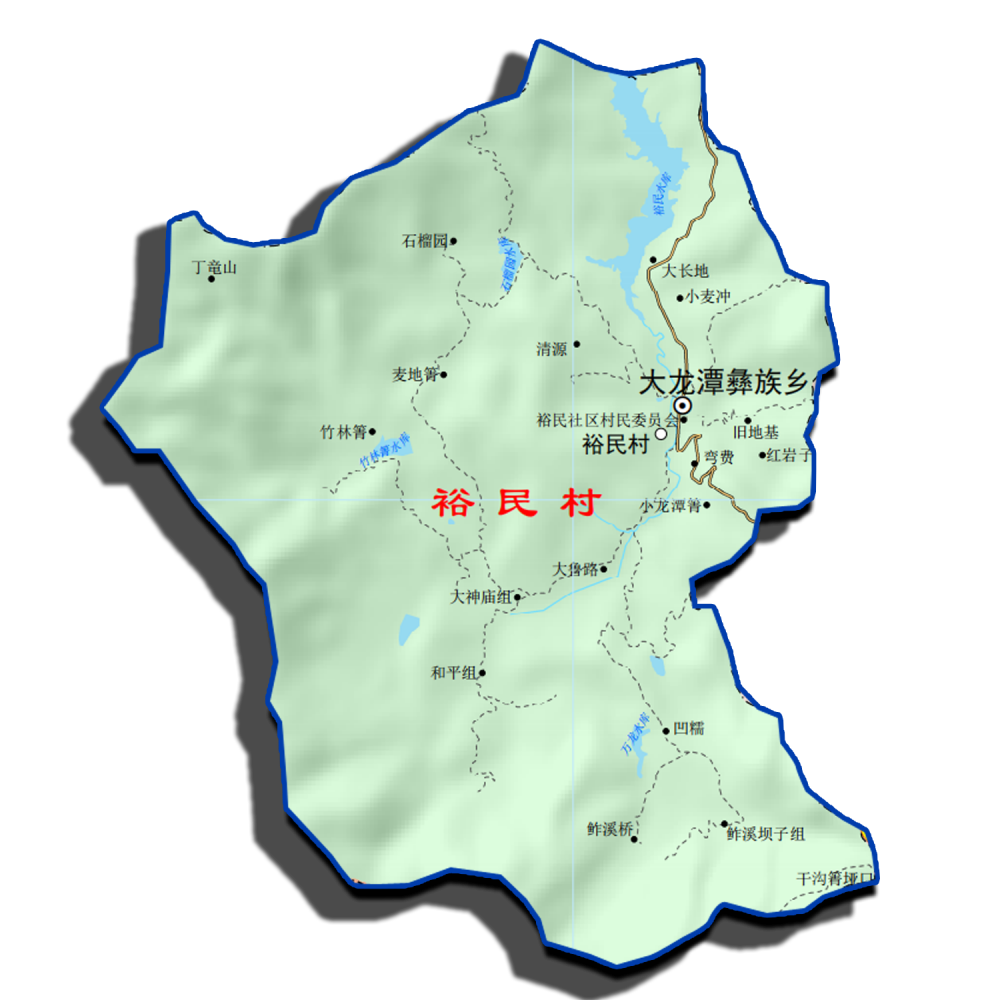 裕民水库
石榴园
石榴园水库
丁竜山
大长地
小麦冲
清源
麦地箐
大龙潭彝族乡
裕民社区村民委员会
旧地基
竹林箐
裕民村
竹林箐水库
弯费
红岩子
裕民村
小龙潭箐
大鲁路
大神庙组
和平组
万龙水库
凹糯
鲊溪桥
鲊溪坝子组
干沟箐垭口